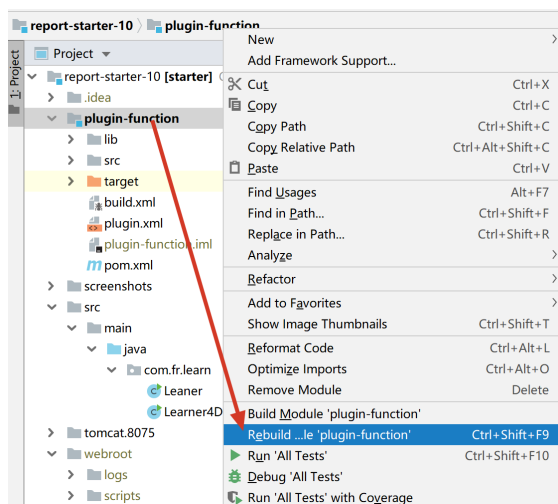 report-starter-10 plugin-function
1: Project
Project
report-starter-10 [starter]
.idea
plugin-function
lib
src
target
build.xml
plugin.xml
plugin-function.iml
pom.xml
screenshots
src
main
java
com.fr.learn
Leaner
Learner4D
tomcat.8075
webroot
logs
scripts
New
Add Framework Support...
Cut Ctrl+X
Copy Ctrl+C
Copy Path Ctrl+Shift+C
Copy Relative Path Ctrl+Alt+Shift+C
Paste Ctrl+V
Find Usages Alt+F7
Find in Path... Ctrl+Shift+F
Replace in Path... Ctrl+Shift+R
Analyze
Refactor
Add to Favorites
Show Image Thumbnails Ctrl+Shift+T
Reformat Code Ctrl+Alt+L
Optimize Imports Ctrl+Alt+O
Remove Module Delete
Build Module 'plugin-function'
Rebuild ...le 'plugin-function' Ctrl+Shift+F9
Run 'All Tests' Ctrl+Shift+F10
Debug 'All Tests'
Run 'All Tests' with Coverage